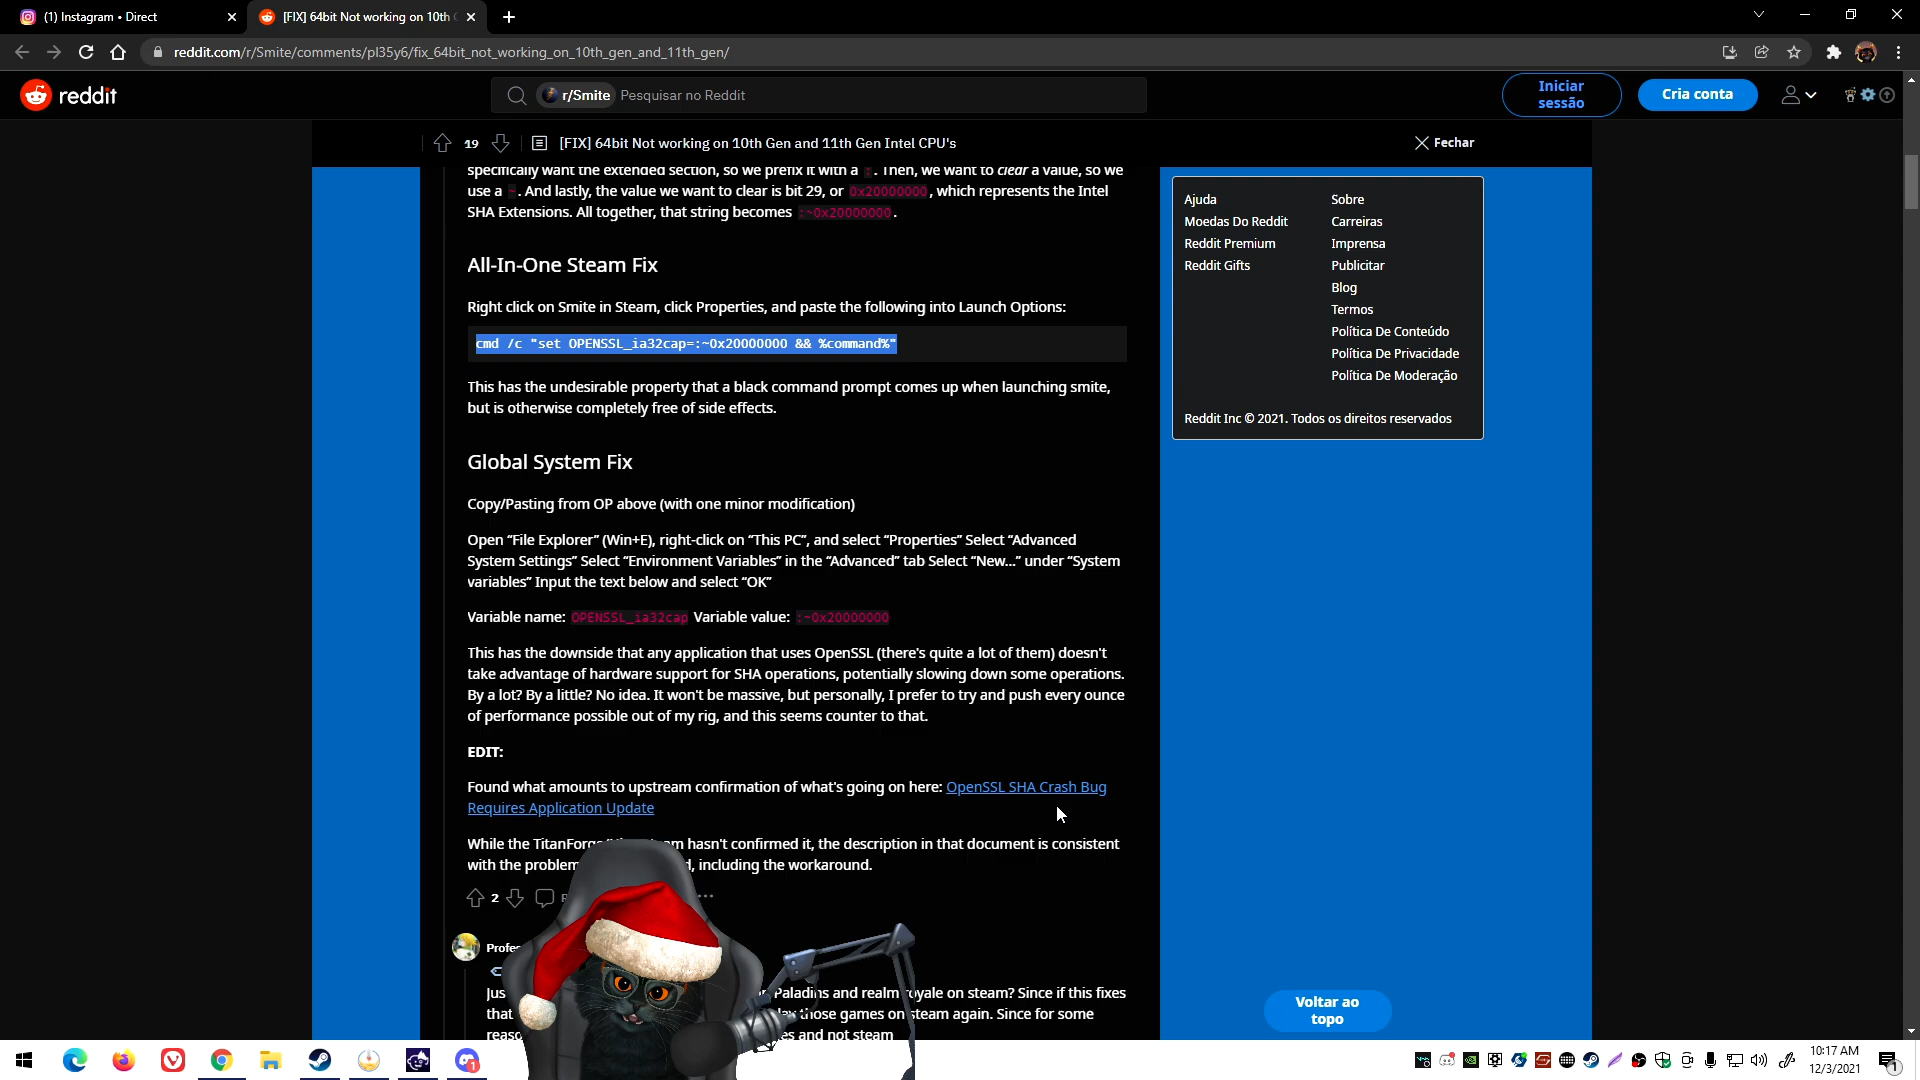 (1) Instagram • Direct
[FIX] 64bit Not working on 10th
reddit.com/r/Smite/comments/pl35y6/fix_64bit_not_working_on_10th_gen_and_11th_gen/
reddit
r/Smite
Pesquisar no Reddit
Iniciar
sessão
Cria conta
19
[FIX] 64bit Not working on 10th Gen and 11th Gen Intel CPU's
Fechar
specifically want the extended section, so we prefix it with a : . Then, we want to clear a value, so we
use a ~ . And lastly, the value we want to clear is bit 29, or 0x20000000 , which represents the Intel
SHA Extensions. All together, that string becomes :~0x20000000 .
All-In-One Steam Fix
Right click on Smite in Steam, click Properties, and paste the following into Launch Options:
cmd /c "set OPENSSL_ia32cap=:~0x20000000 && %command%"
This has the undesirable property that a black command prompt comes up when launching smite,
but is otherwise completely free of side effects.
Global System Fix
Copy/Pasting from OP above (with one minor modification)
Open “File Explorer” (Win+E), right-click on “This PC”, and select “Properties” Select “Advanced
System Settings” Select “Environment Variables” in the “Advanced” tab Select “New...” under “System
variables” Input the text below and select “OK”
Variable name: OPENSSL_ia32cap Variable value: :~0x20000000
This has the downside that any application that uses OpenSSL (there's quite a lot of them) doesn't
take advantage of hardware support for SHA operations, potentially slowing down some operations.
By a lot? By a little? No idea. It won't be massive, but personally, I prefer to try and push every ounce
of performance possible out of my rig, and this seems counter to that.
EDIT:
Found what amounts to upstream confirmation of what's going on here: OpenSSL SHA Crash Bug
Requires Application Update
While the TitanForge hasn't confirmed it, the description in that document is consistent
with the problem , including the workaround.
2
Profes
Jus Paladins and realm royale on steam? Since if this fixes
that those games on steam again. Since for some
reaso es and not steam
Ajuda
Moedas Do Reddit
Reddit Premium
Reddit Gifts
Sobre
Carreiras
Imprensa
Publicitar
Blog
Termos
Política De Conteúdo
Política De Privacidade
Política De Moderação
Reddit Inc © 2021. Todos os direitos reservados
Voltar ao
topo
10:17 AM
12/3/2021
1
1